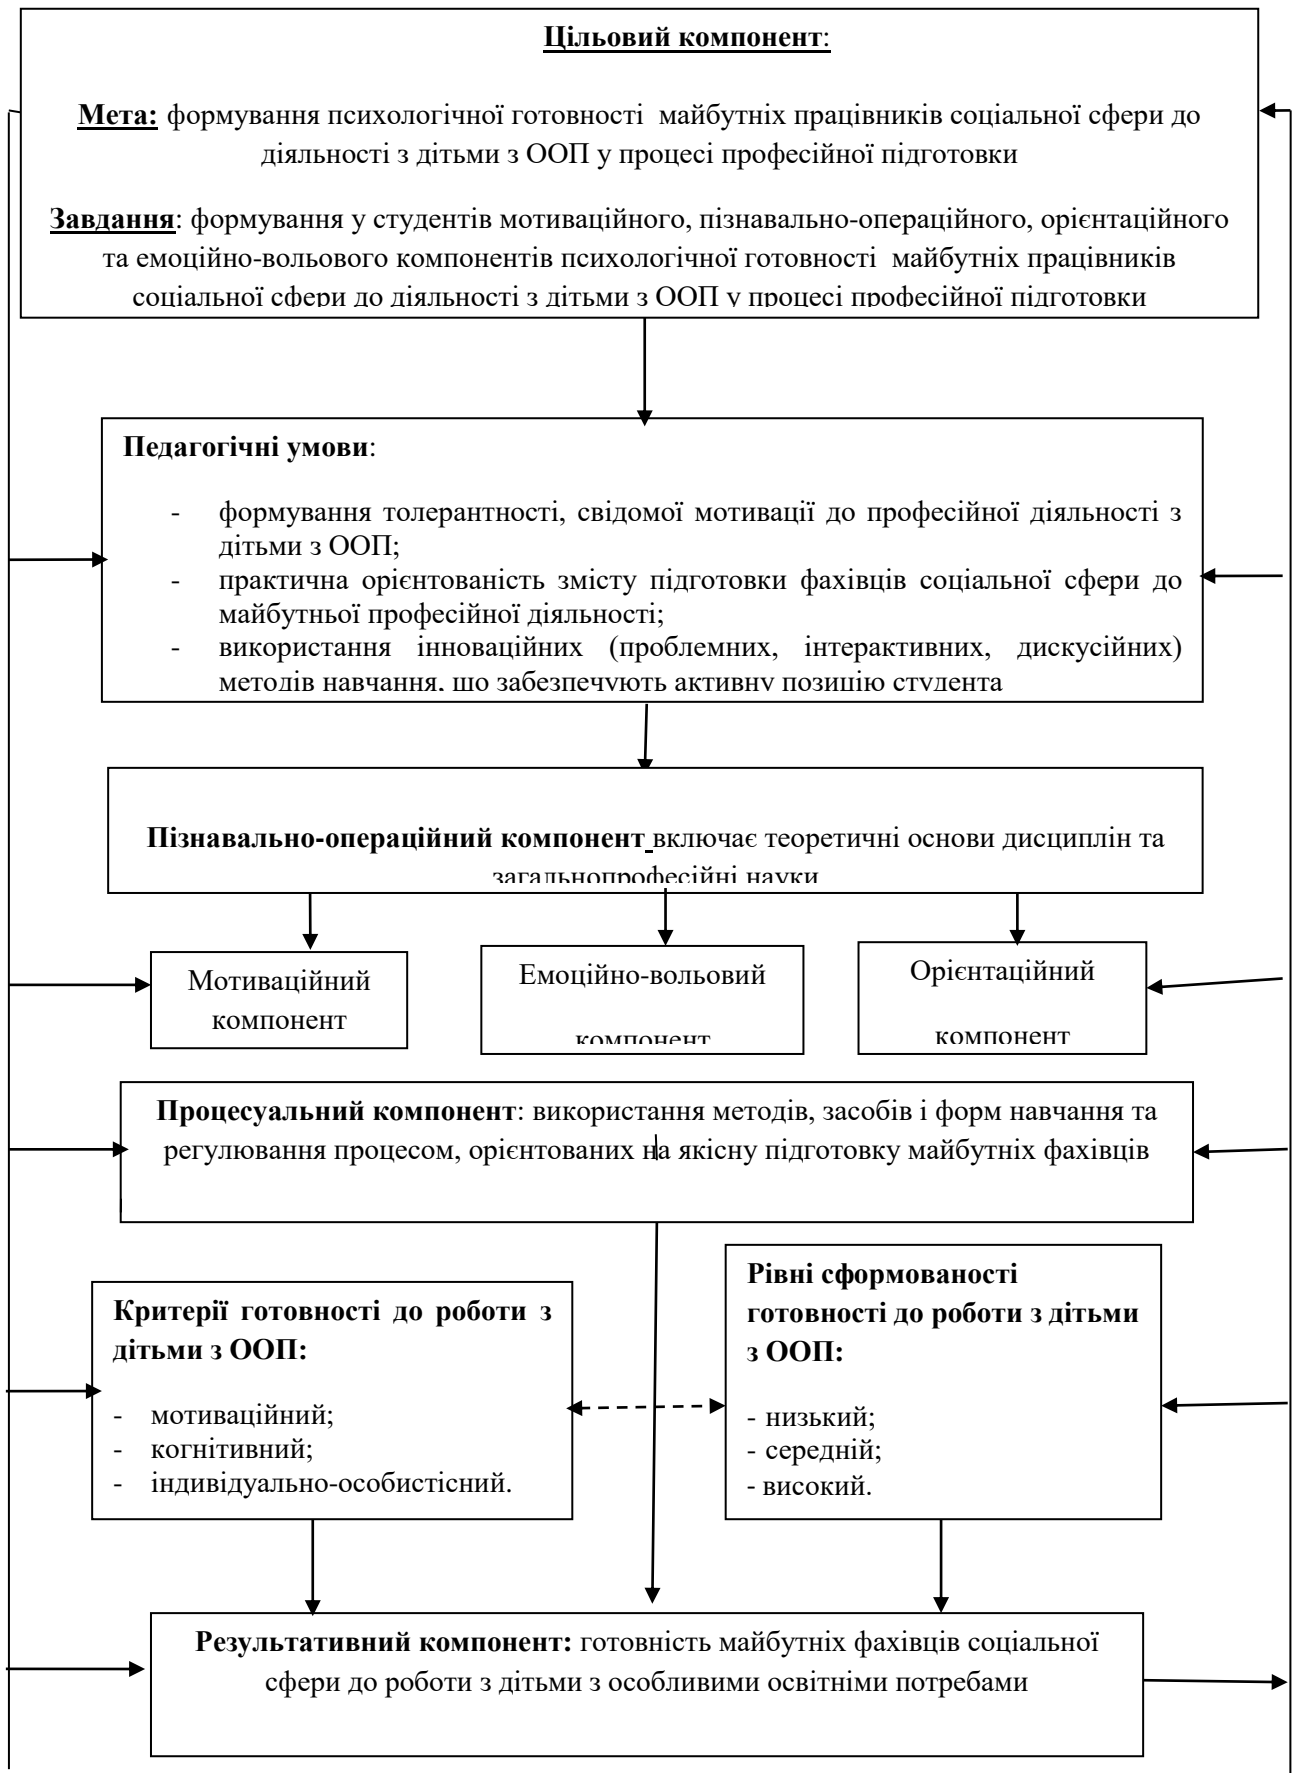 Цільовий компонент:
Мета: формування психологічної готовності майбутніх працівників соціальної сфери до
діяльності з дітьми з ООП у процесі професійної підготовки
Завдання: формування у студентів мотиваційного, пізнавально-операційного, орієнтаційного
та емоційно-вольового компонентів психологічної готовності майбутніх працівників
соціальної сфери до діяльності з дітьми з ООП у процесі професійної підготовки
Педагогічні умови:
- формування толерантності, свідомої мотивації до професійної діяльності з
дітьми з ООП;
- практична орієнтованість змісту підготовки фахівців соціальної сфери до
майбутньої професійної діяльності;
- використання інноваційних (проблемних, інтерактивних, дискусійних)
методів навчання, що забезпечують активну позицію студента
Пізнавально-операційний компонент включає теоретичні основи дисциплін та
загальнопрофесійні науки
Мотиваційний
компонент
Емоційно-вольовий
компонент
Орієнтаційний
компонент
Процесуальний компонент: використання методів, засобів і форм навчання та
регулювання процесом, орієнтованих на якісну підготовку майбутніх фахівців
Критерії готовності до роботи з
дітьми з ООП:
- мотиваційний;
- когнітивний;
- індивідуально-особистісний.
Рівні сформованості
готовності до роботи з дітьми
з ООП:
- низький;
- середній;
- високий.
Результативний компонент: готовність майбутніх фахівців соціальної
сфери до роботи з дітьми з особливими освітніми потребами